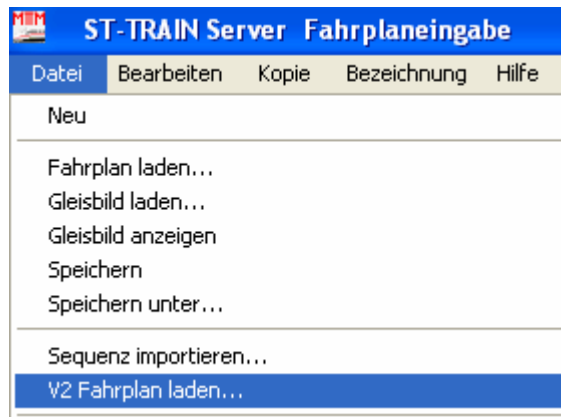 MTM ST-TRAIN Server Fahrplaneingabe
Datei Bearbeiten Kopie Bezeichnung Hilfe
Neu
Fahrplan laden...
Gleisbild laden...
Gleisbild anzeigen
Speichern
Speichern unter...
Sequenz importieren...
V2 Fahrplan laden...